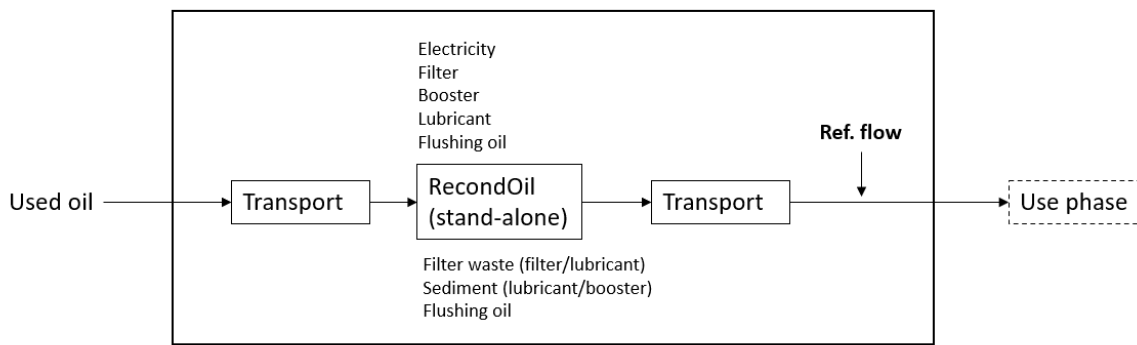 Electricity
Filter
Booster
Lubricant
Flushing oil
Ref. flow
Used oil
Transport
RecondOil
(stand-alone)
Transport
Use phase
Filter waste (filter/lubricant)
Sediment (lubricant/booster)
Flushing oil